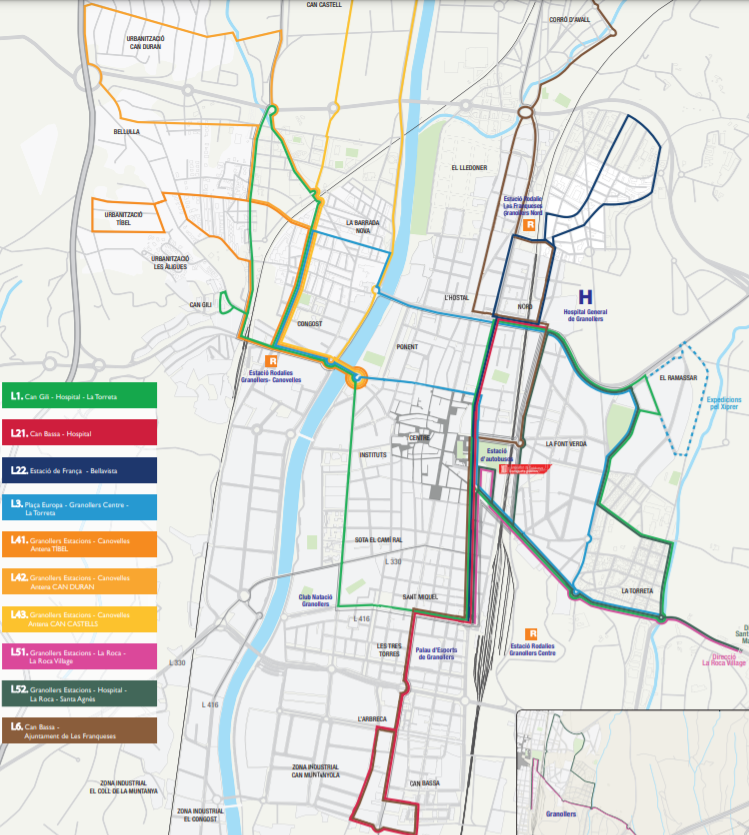 CAN CASTELL
CORRÓ D'AVALL
URBANITZACIÓ
CAN DURAN
BELLULLA
EL LLEDONER
Estació Rodalies
Les Franqueses
Granollers Nord
R
URBANITZACIÓ
TÍBEL
LA BARRADA
NOVA
URBANITZACIÓ
LES ÀLIGUES
CAN GILI
L'HOSTAL
NORD
H
Hospital General
de Granollers
CONGOST
PONENT
R
Estació Rodalies
Granollers- Canovelles
EL RAMASSAR
Expedicions
pel Xiprer
L1. Can Gili - Hospital - La Torreta
L21. Can Bassa - Hospital
L22. Estació de França - Bellavista
L3. Plaça Europa - Granollers Centre -
La Torreta
L41. Granollers Estacions - Canovelles
Antena TÍBEL
L42. Granollers Estacions - Canovelles
Antena CAN DURAN
L43. Granollers Estacions - Canovelles
Antena CAN CASTELLS
L51. Granollers Estacions - La Roca -
La Roca Village
L52. Granollers Estacions - Hospital -
La Roca - Santa Agnès
L6. Can Bassa -
Ajuntament de Les Franqueses
CENTRE
LA FONT VERDA
INSTITUTS
Estació
d'autobusos
SOTA EL CAMÍ RAL
L 330
Club Natació
Granollers
SANT MIQUEL
LA TORRETA
L 416
LES TRES
TORRES
Palau d'Esports
de Granollers
R
Estació Rodalies
Granollers Centre
Direcció
La Roca Village
L 330
L 416
L'ARBREDA
ZONA INDUSTRIAL
CAN MUNTANYOLA
CAN BASSA
ZONA INDUSTRIAL
EL COLL DE LA MUNTANYA
ZONA INDUSTRIAL
EL CONGOST
Granollers